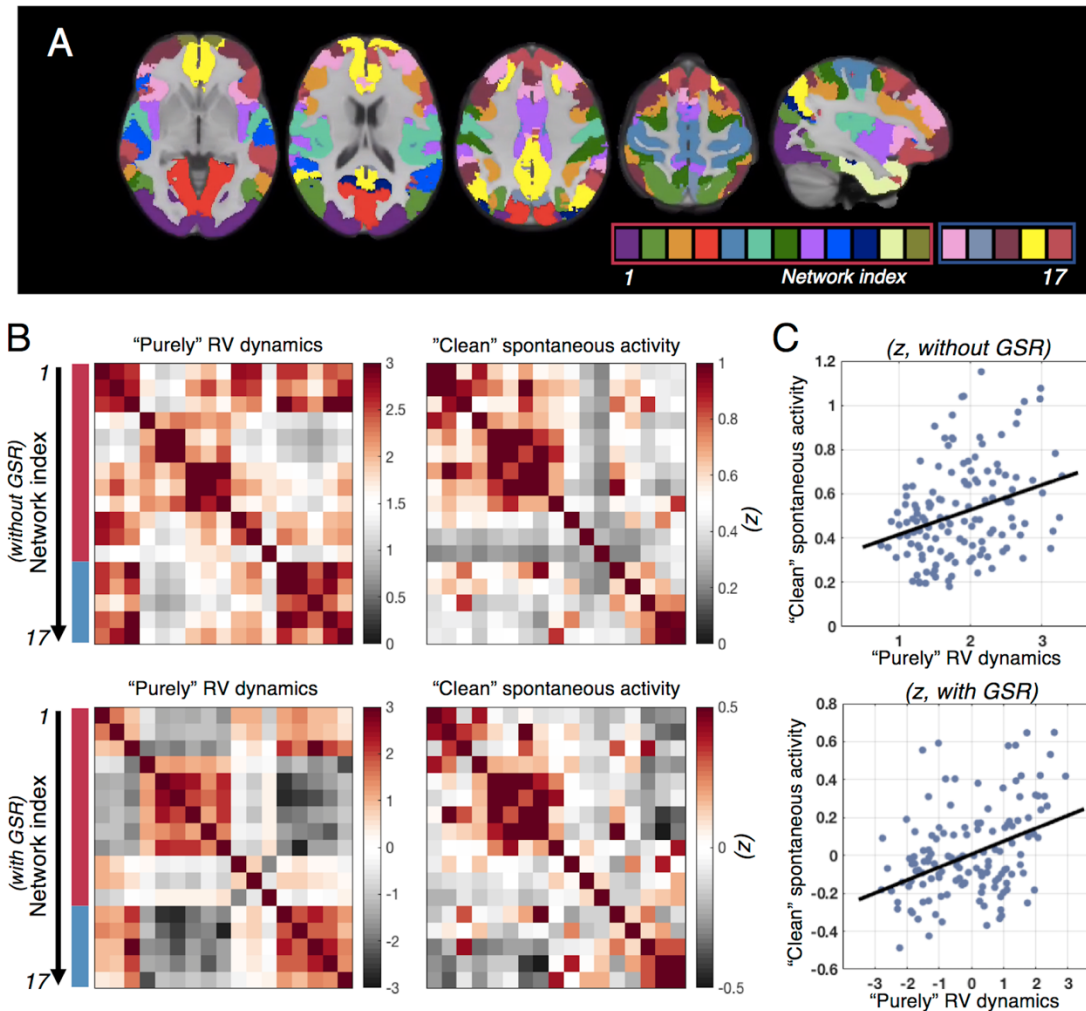 A
1
17
Network index
B
"Purely" RV dynamics
"Clean" spontaneous activity
(without GSR)
Network index
1
17
3
2.5
2
1.5
1
0.5
0
1
0.8
0.6
0.4
0.2
0
(z)
C
(z, without GSR)
"Clean" spontaneous activity
1.2
1
0.8
0.6
0.4
0.2
0
1
2
3
"Purely" RV dynamics
"Purely" RV dynamics
"Clean" spontaneous activity
(with GSR)
Network index
1
17
3
2
1
0
-1
-2
-3
0.5
0
-0.5
(z)
(z, with GSR)
"Clean" spontaneous activity
0.8
0.6
0.4
0.2
0
-0.2
-0.4
-0.6
-3
-2
-1
0
1
2
3
"Purely" RV dynamics